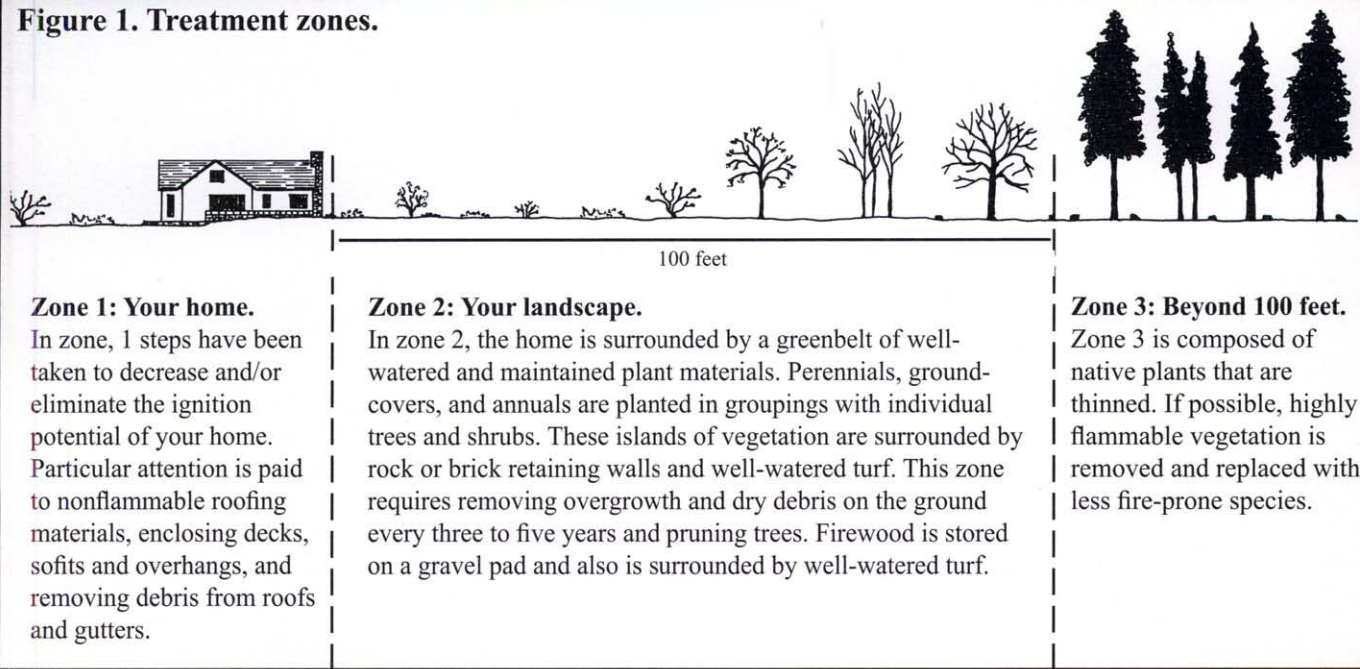 Figure 1. Treatment zones.
100 feet
Zone 1: Your home.
In zone, 1 steps have been
taken to decrease and/or
eliminate the ignition
potential of your home.
Particular attention is paid
to nonflammable roofing
materials, enclosing decks,
sofits and overhangs, and
removing debris from roofs
and gutters.
Zone 2: Your landscape.
In zone 2, the home is surrounded by a greenbelt of well-
watered and maintained plant materials. Perennials, ground-
covers, and annuals are planted in groupings with individual
trees and shrubs. These islands of vegetation are surrounded by
rock or brick retaining walls and well-watered turf. This zone
requires removing overgrowth and dry debris on the ground
every three to five years and pruning trees. Firewood is stored
on a gravel pad and also is surrounded by well-watered turf.
Zone 3: Beyond 100 feet.
Zone 3 is composed of
native plants that are
thinned. If possible, highly
flammable vegetation is
removed and replaced with
less fire-prone species.